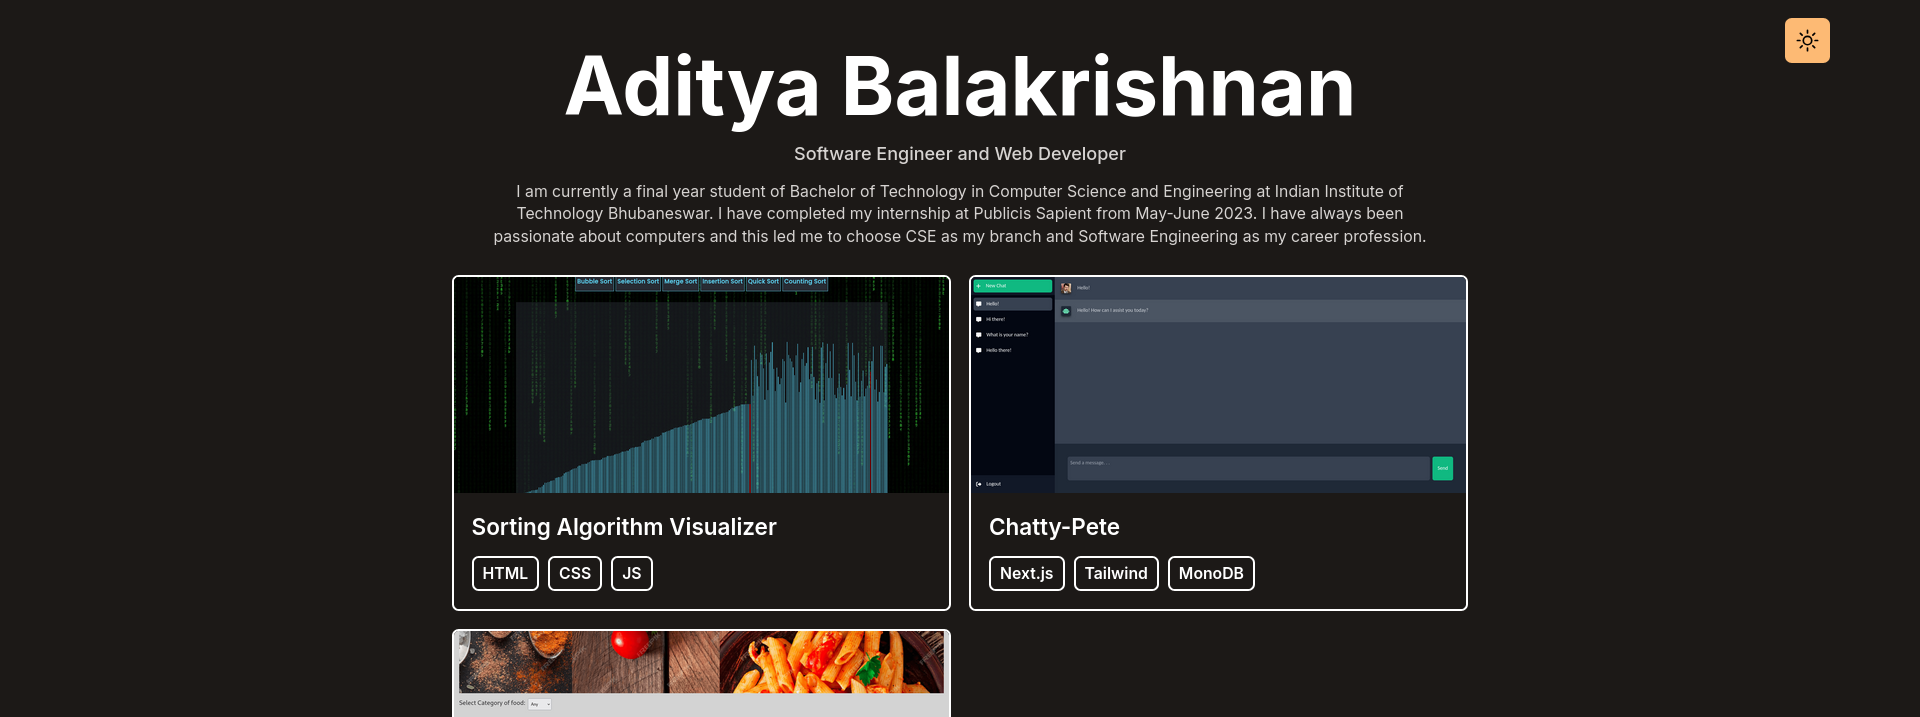 Aditya Balakrishnan
Software Engineer and Web Developer
I am currently a final year student of Bachelor of Technology in Computer Science and Engineering at Indian Institute of
Technology Bhubaneswar. I have completed my internship at Publicis Sapient from May-June 2023. I have always been
passionate about computers and this led me to choose CSE as my branch and Software Engineering as my career profession.
Bubble Sort Selection Sort Merge Sort Insertion Sort Quick Sort Counting Sort
Sorting Algorithm Visualizer
HTML CSS JS
New Chat
Hello!
Hi there!
What is your name?
Hello there!
Logout
Hello!
Hello! How can I assist you today?
Send a message...
Send
Chatty-Pete
Next.js Tailwind MonoDB
Select Category of food: Any